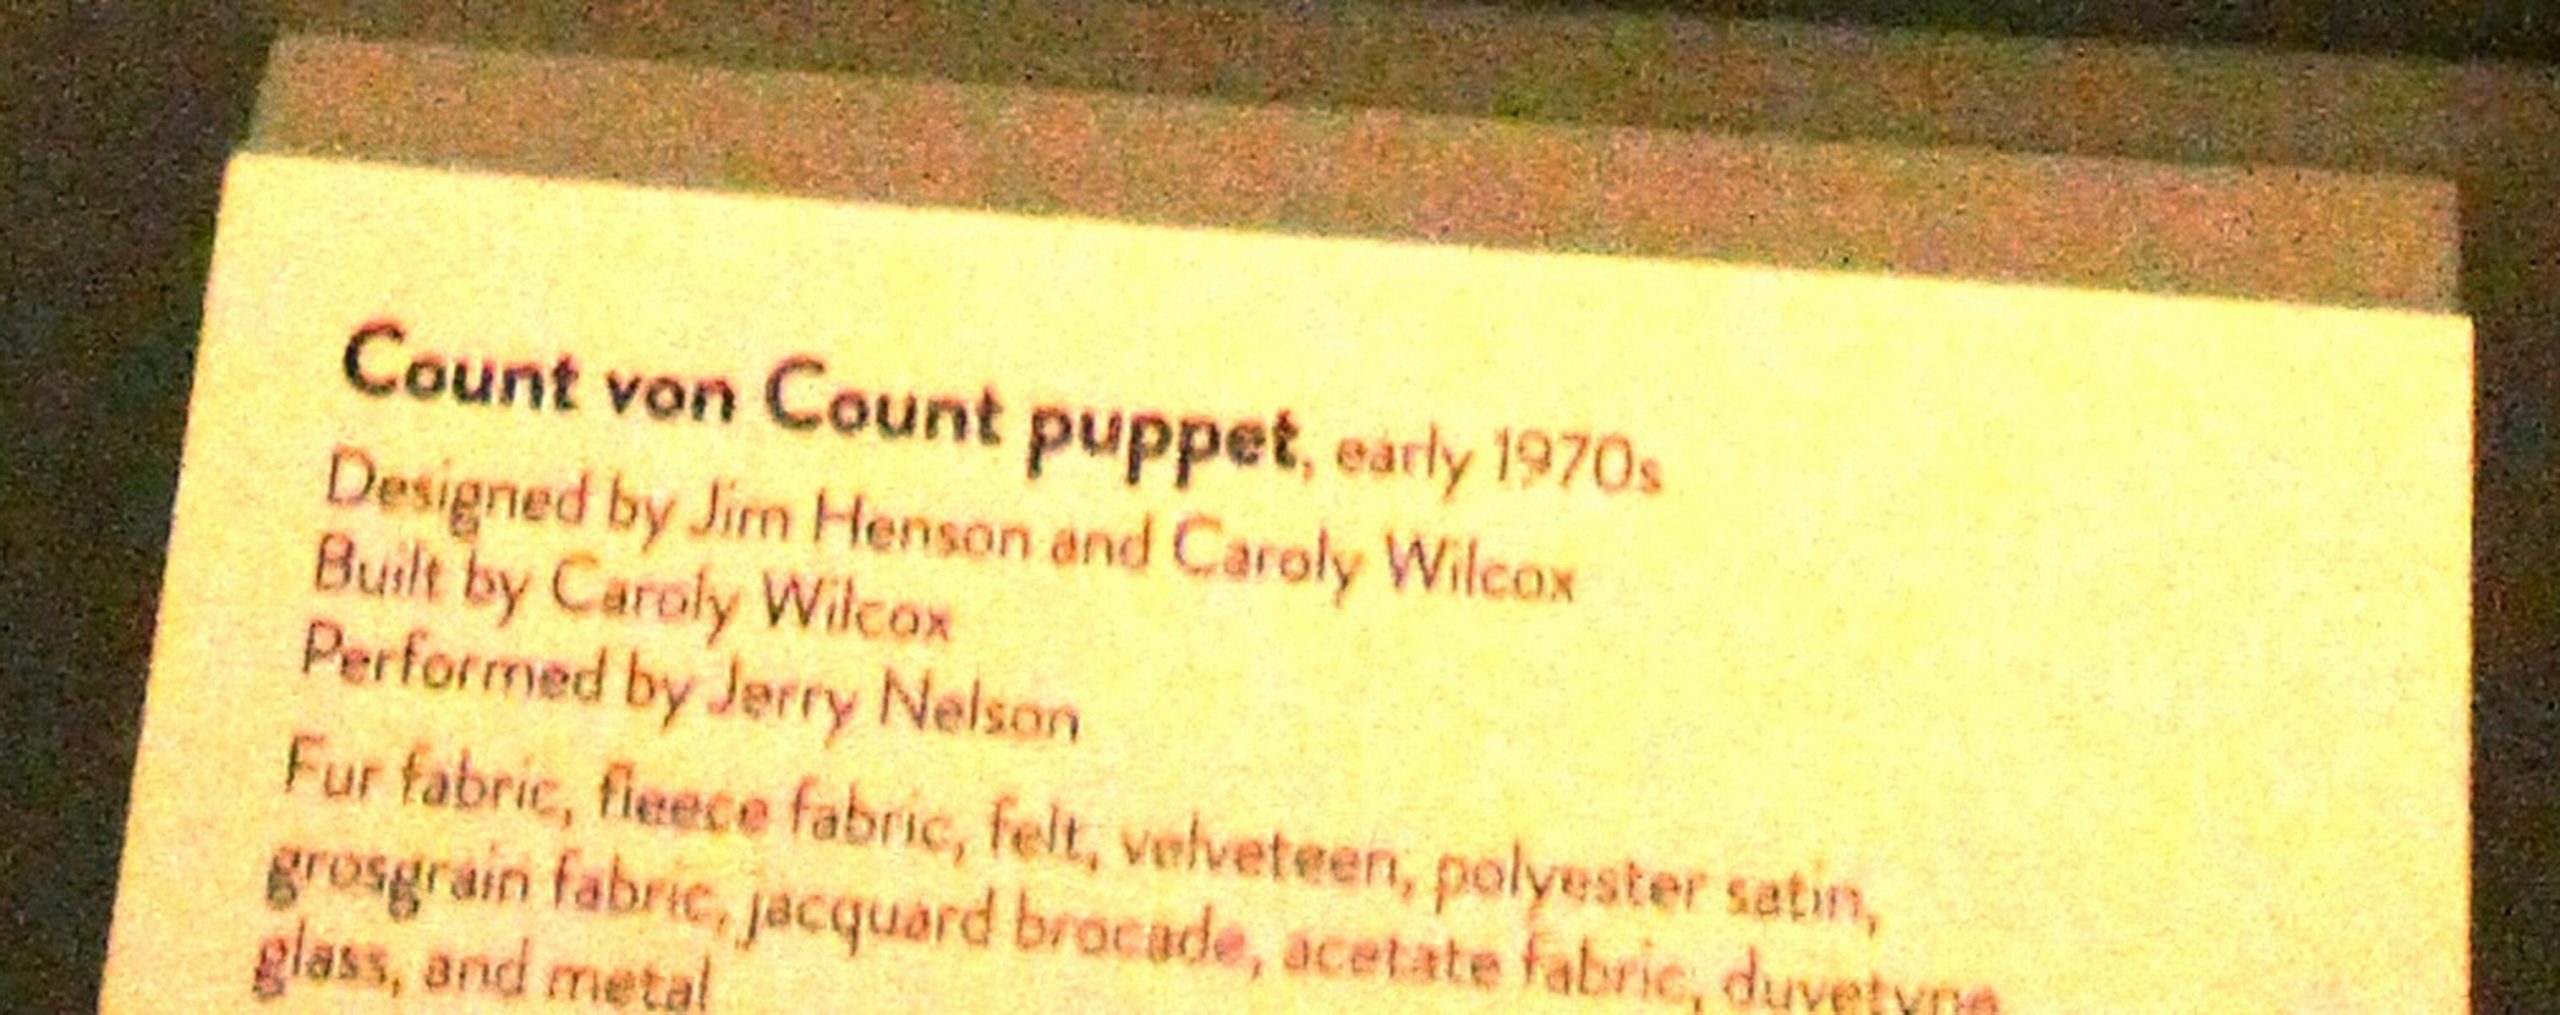 Count von Count puppet, early 1970s
Designed by Jim Henson and Caroly Wilcox
Built by Caroly Wilcox
Performed by Jerry Nelson
Fur fabric, fleece fabric, felt, velveteen, polyester satin,
grosgrain fabric, jacquard brocade, acetate fabric, duvetyne
glass, and metal